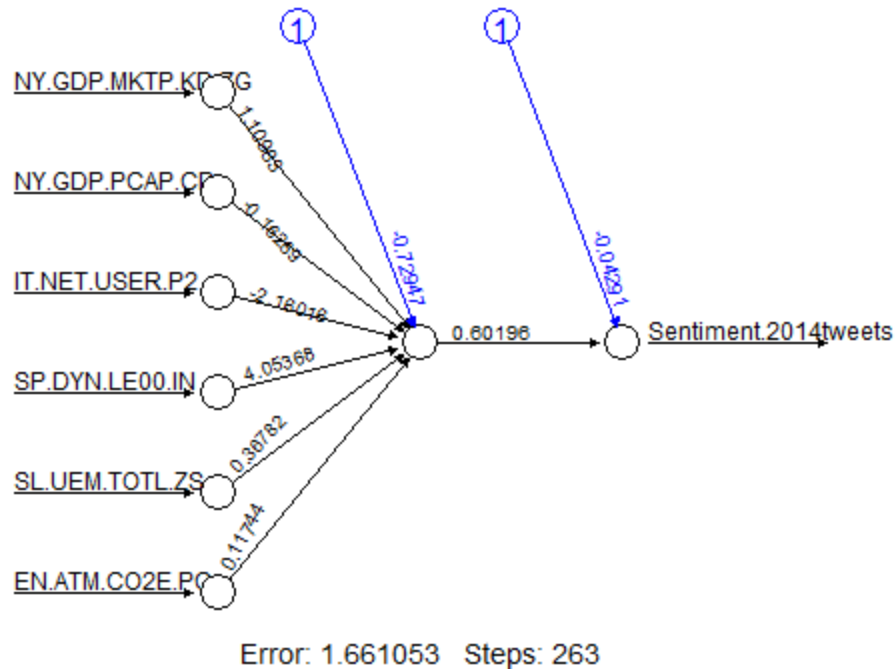 1
1
NY.GDP.MKTP.KD.ZG
1.10983
NY.GDP.PCAP.CD
-0.16269
-0.72947
-0.04291
IT.NET.USER.P2
-2.16016
0.60196
Sentiment.2014tweets
SP.DYN.LE00.IN
4.05368
SL.UEM.TOTL.ZS
0.36782
EN.ATM.CO2E.PC
0.11744
Error: 1.661053 Steps: 263